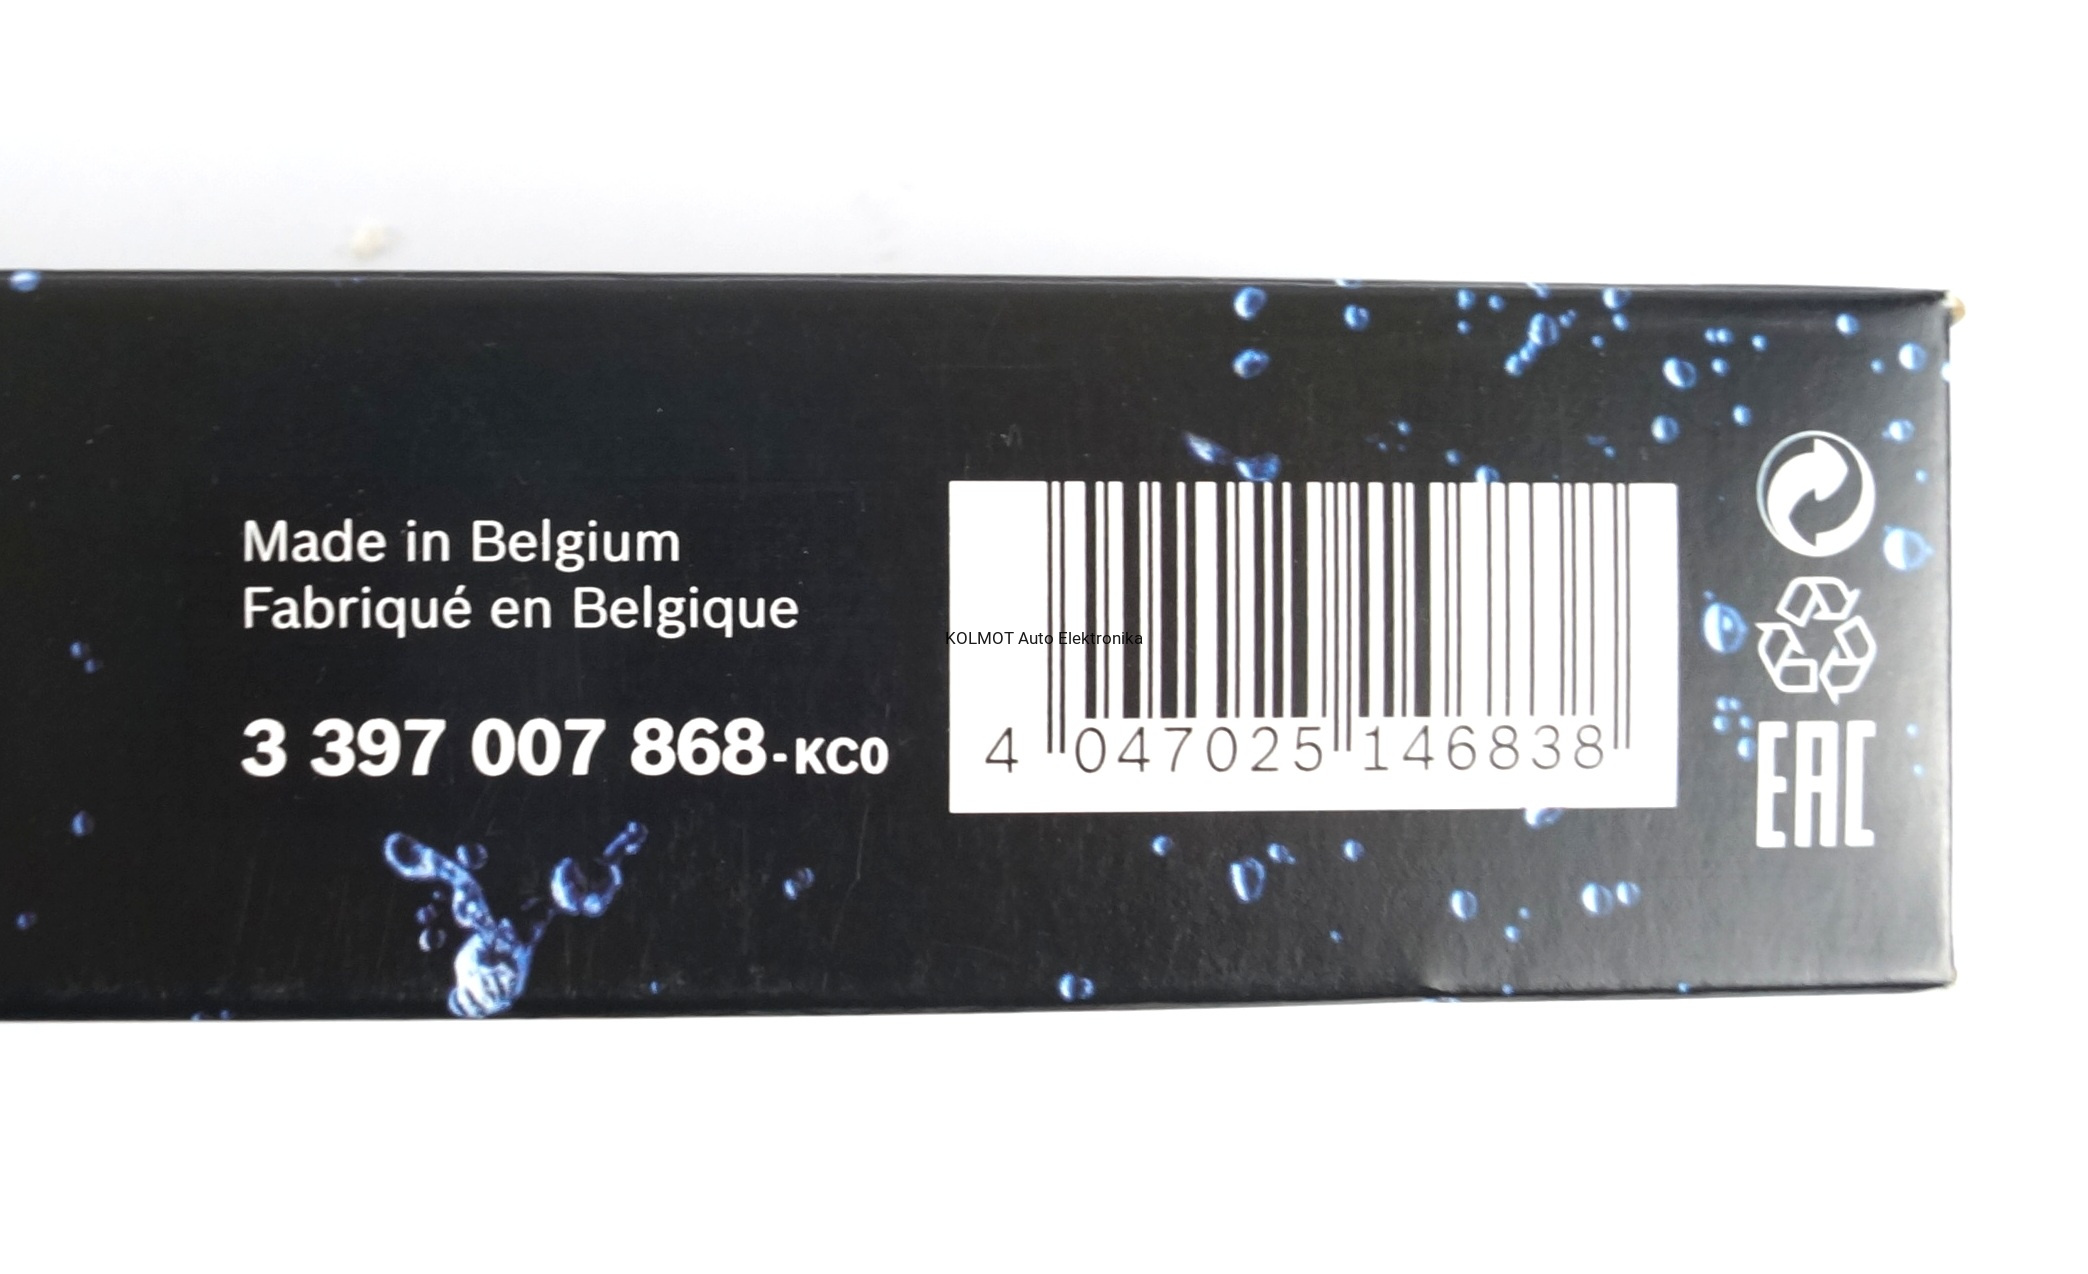 Made in Belgium
Fabriqué en Belgique
3 397 007 868-KC0
KOLMOT Auto Elektronika
4 047025 146838
EAC